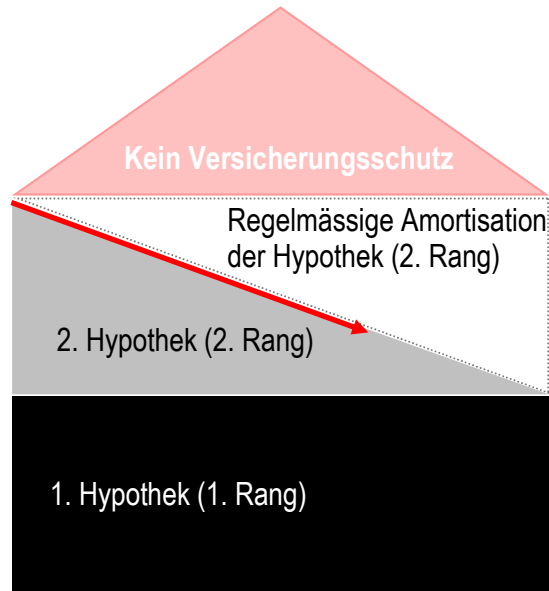 Kein Versicherungsschutz
Regelmässige Amortisation
der Hypothek (2. Rang)
2. Hypothek (2. Rang)
1. Hypothek (1. Rang)